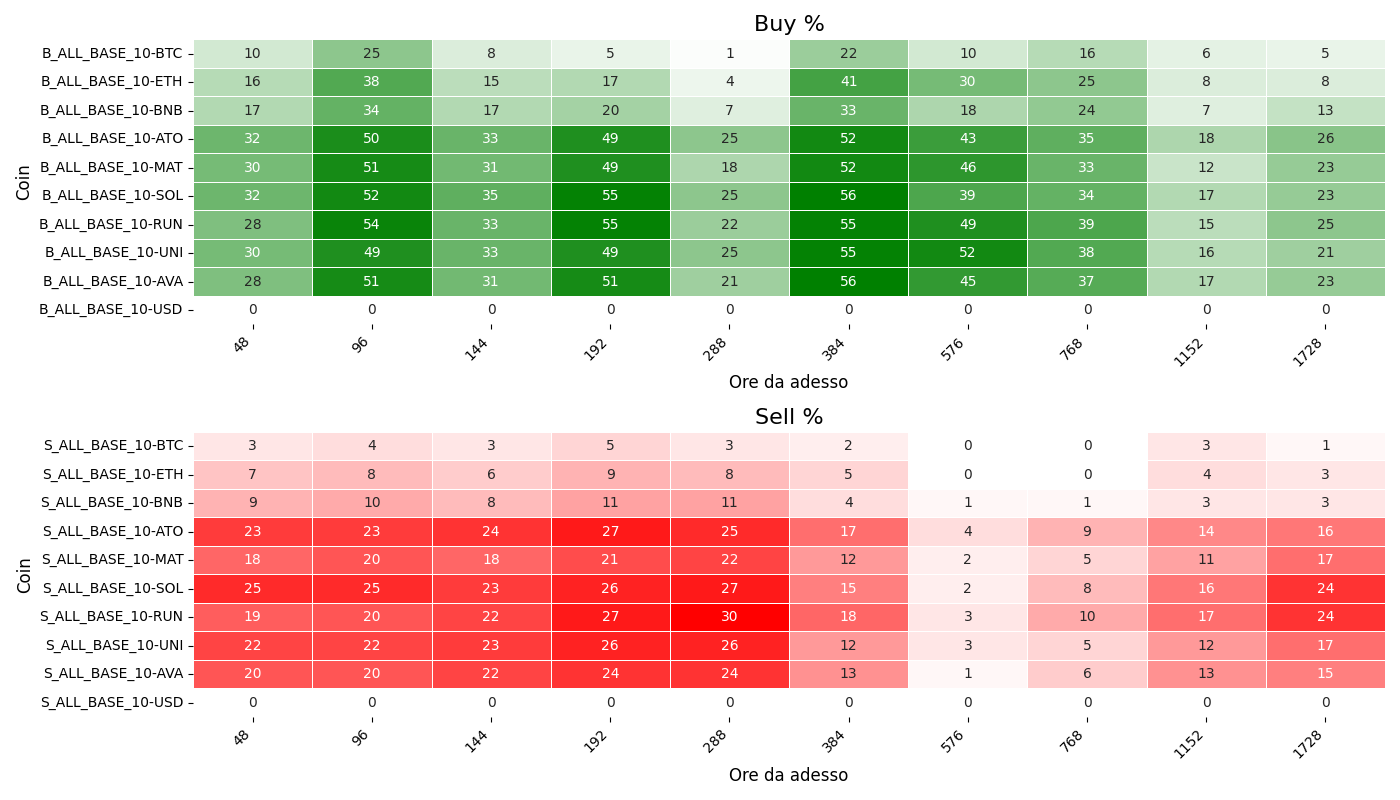 Buy %
Coin
B_ALL_BASE_10-BTC 10 25 8 5 1 22 10 16 6 5
B_ALL_BASE_10-ETH 16 38 15 17 4 41 30 25 8 8
B_ALL_BASE_10-BNB 17 34 17 20 7 33 18 24 7 13
B_ALL_BASE_10-ATO 32 50 33 49 25 52 43 35 18 26
B_ALL_BASE_10-MAT 30 51 31 49 18 52 46 33 12 23
B_ALL_BASE_10-SOL 32 52 35 55 25 56 39 34 17 23
B_ALL_BASE_10-RUN 28 54 33 55 22 55 49 39 15 25
B_ALL_BASE_10-UNI 30 49 33 49 25 55 52 38 16 21
B_ALL_BASE_10-AVA 28 51 31 51 21 56 45 37 17 23
B_ALL_BASE_10-USD 0 0 0 0 0 0 0 0 0 0
48 96 144 192 288 384 576 768 1152 1728
Ore da adesso
Sell %
Coin
S_ALL_BASE_10-BTC 3 4 3 5 3 2 0 0 3 1
S_ALL_BASE_10-ETH 7 8 6 9 8 5 0 0 4 3
S_ALL_BASE_10-BNB 9 10 8 11 11 4 1 1 3 3
S_ALL_BASE_10-ATO 23 23 24 27 25 17 4 9 14 16
S_ALL_BASE_10-MAT 18 20 18 21 22 12 2 5 11 17
S_ALL_BASE_10-SOL 25 25 23 26 27 15 2 8 16 24
S_ALL_BASE_10-RUN 19 20 22 27 30 18 3 10 17 24
S_ALL_BASE_10-UNI 22 22 23 26 26 12 3 5 12 17
S_ALL_BASE_10-AVA 20 20 22 24 24 13 1 6 13 15
S_ALL_BASE_10-USD 0 0 0 0 0 0 0 0 0 0
48 96 144 192 288 384 576 768 1152 1728
Ore da adesso